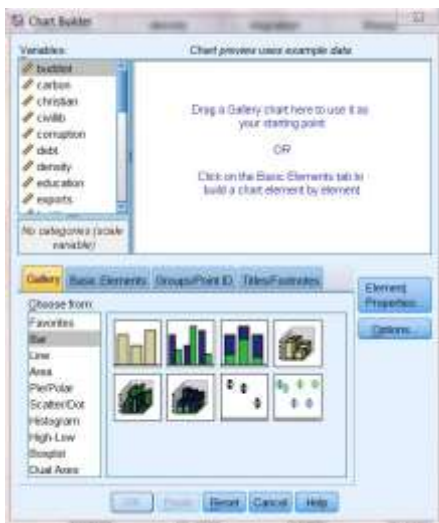 Chart Builder
Variables:
Chart preview uses example data
buddist
carbon
christian
civillib
corruption
debt
density
education
exports
Drag a Gallery chart here to use it as
your starting point
OR
Click on the Basic Elements tab to
build a chart element by element
No categories (scale
variable)
Gallery
Basic Elements
Groups/Point ID
Titles/Footnotes
Element
Properties...
Options...
Choose from:
Favorites
Bar
Line
Area
Pie/Polar
Scatter/Dot
Histogram
High-Low
Boxplot
Dual Axes
OK
Paste
Reset
Cancel
Help